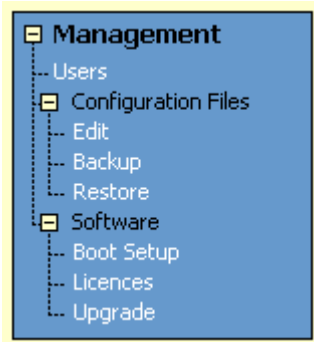 Management
Users
Configuration Files
Edit
Backup
Restore
Software
Boot Setup
Licences
Upgrade